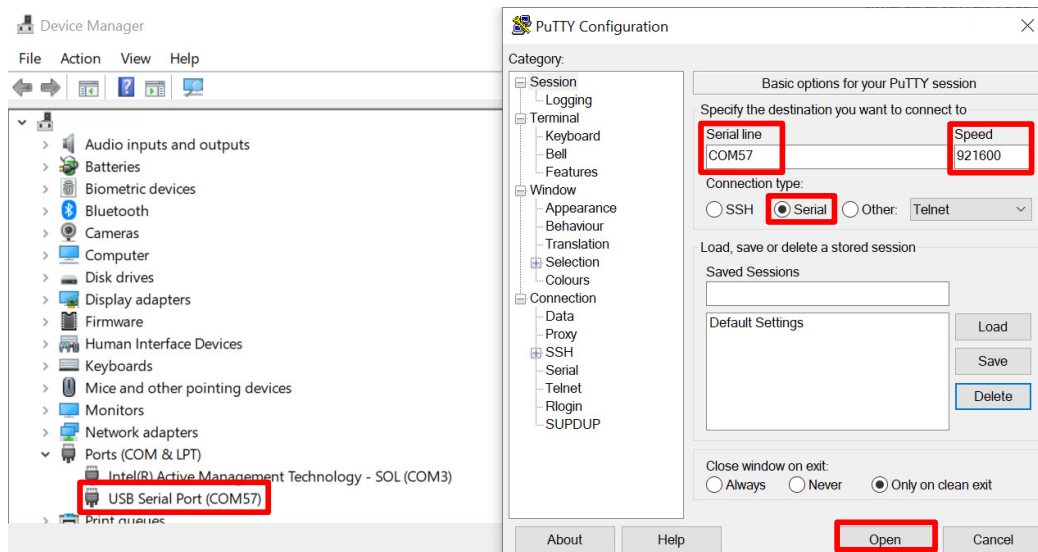 Device Manager
File Action View Help
Audio inputs and outputs
Batteries
Biometric devices
Bluetooth
Cameras
Computer
Disk drives
Display adapters
Firmware
Human Interface Devices
Keyboards
Mice and other pointing devices
Monitors
Network adapters
Ports (COM & LPT)
Intel(R) Active Management Technology - SOL (COM3)
USB Serial Port (COM57)
Print queues
PuTTY Configuration
Category:
Session
Logging
Terminal
Keyboard
Bell
Features
Window
Appearance
Behaviour
Translation
Selection
Colours
Connection
Data
Proxy
SSH
Serial
Telnet
Rlogin
SUPDUP
Basic options for your PuTTY session
Specify the destination you want to connect to
Serial line Speed
COM57 921600
Connection type:
SSH Serial Other: Telnet
Load, save or delete a stored session
Saved Sessions
Default Settings
Load
Save
Delete
Close window on exit:
Always Never Only on clean exit
About Help Open Cancel